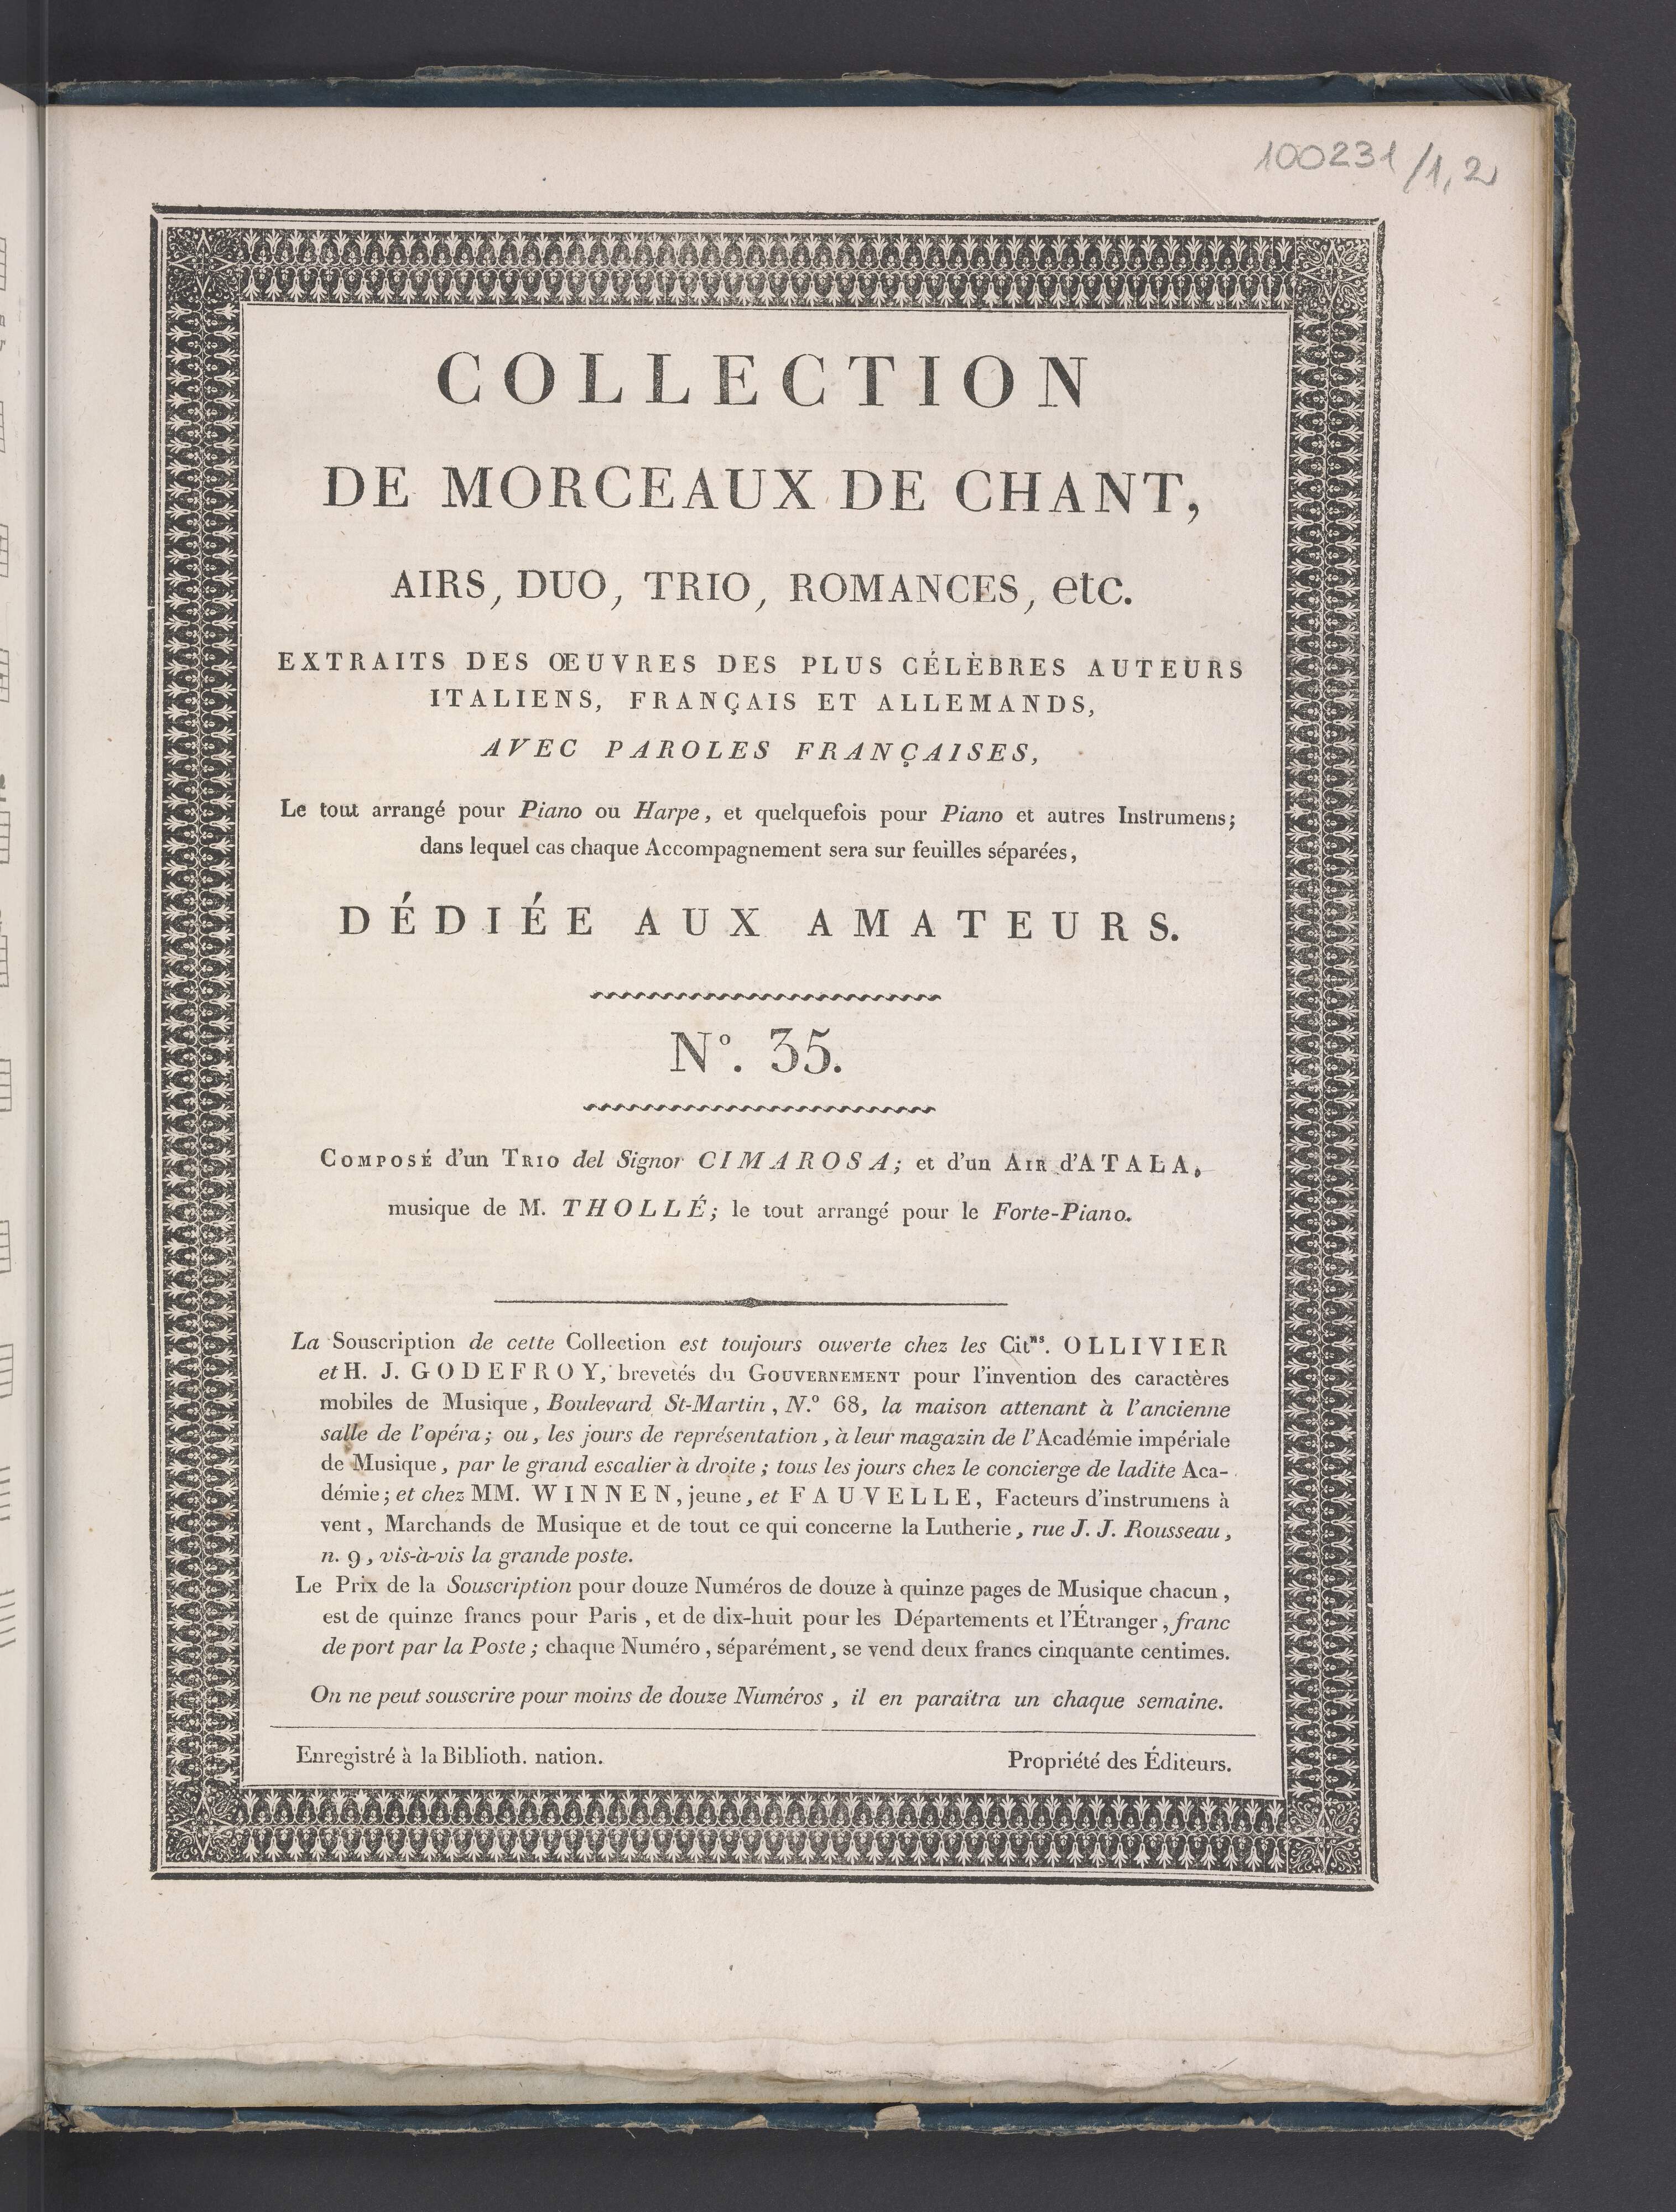 100231/1,2
COLLECTION
DE MORCEAUX DE CHANT,
AIRS, DUO, TRIO, ROMANCES, etc.
EXTRAITS DES ŒUVRES DES PLUS CÉLÈBRES AUTEURS
ITALIENS, FRANÇAIS ET ALLEMANDS,
AVEC PAROLES FRANÇAISES,
Le tout arrangé pour Piano ou Harpe, et quelquefois pour Piano et autres Instrumens;
dans lequel cas chaque Accompagnement sera sur feuilles séparées,
DÉDIÉE AUX AMATEURS.
N°. 35.
COMPOSÉ d'un TRIO del Signor CIMAROSA; et d'un AIR d'ATALA,
musique de M. THOLLÉ; le tout arrangé pour le Forte-Piano.
La Souscription de cette Collection est toujours ouverte chez les Citⁿˢ. OLLIVIER
et H. J. GODEFROY, brevetés du GOUVERNEMENT pour l'invention des caractères
mobiles de Musique, Boulevard St-Martin, N.° 68, la maison attenant à l'ancienne
salle de l'opéra; ou, les jours de représentation, à leur magazin de l'Académie impériale
de Musique, par le grand escalier à droite; tous les jours chez le concierge de ladite Aca-
démie; et chez MM. WINNEN, jeune, et FAUVELLE, Facteurs d'instrumens à
vent, Marchands de Musique et de tout ce qui concerne la Lutherie, rue J. J. Rousseau,
n. 9, vis-à-vis la grande poste.
Le Prix de la Souscription pour douze Numéros de douze à quinze pages de Musique chacun,
est de quinze francs pour Paris, et de dix-huit pour les Départements et l'Étranger, franc
de port par la Poste; chaque Numéro, séparément, se vend deux francs cinquante centimes.
On ne peut souscrire pour moins de douze Numéros, il en paraîtra un chaque semaine.
Enregistré à la Biblioth. nation.
Propriété des Éditeurs.